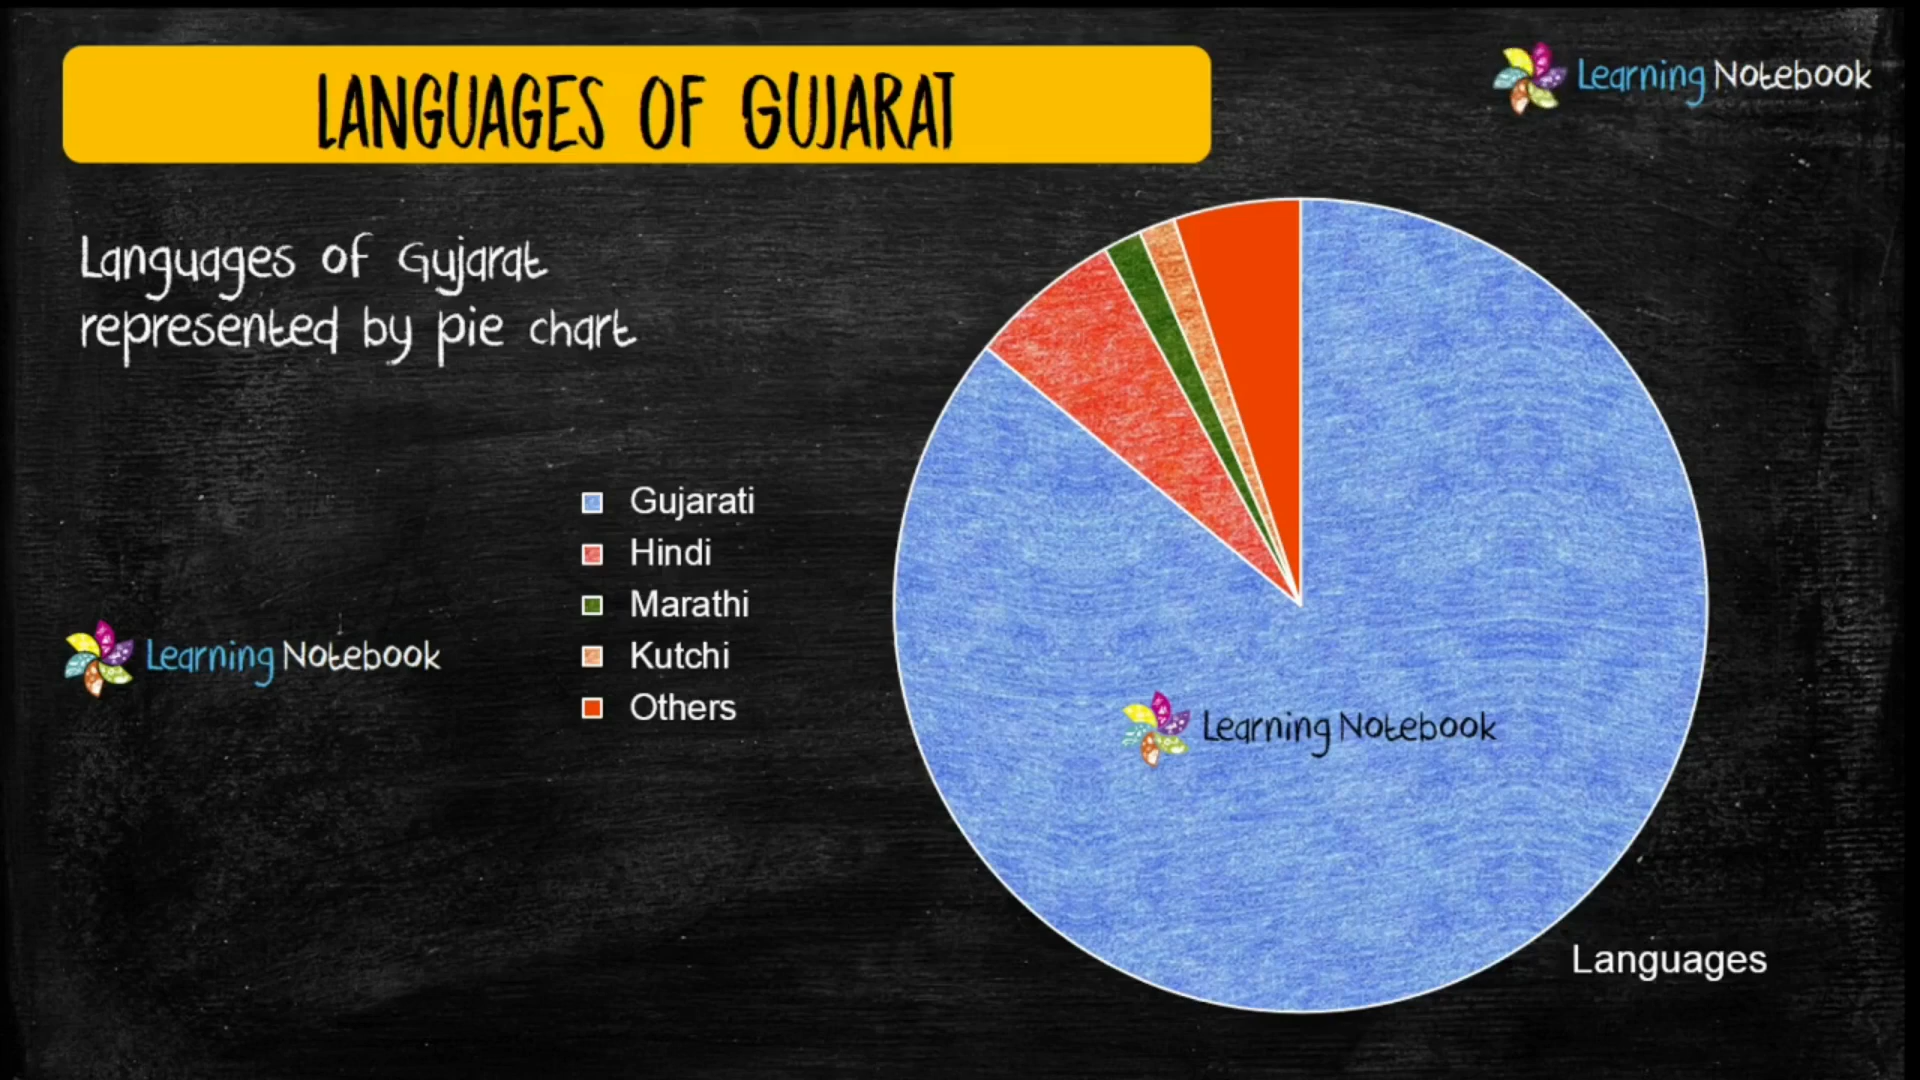 LANGUAGES OF GUJARAT
Learning Notebook
Languages of Gujarat
represented by pie chart
Gujarati
Hindi
Marathi
Kutchi
Others
Learning Notebook
Learning Notebook
Languages